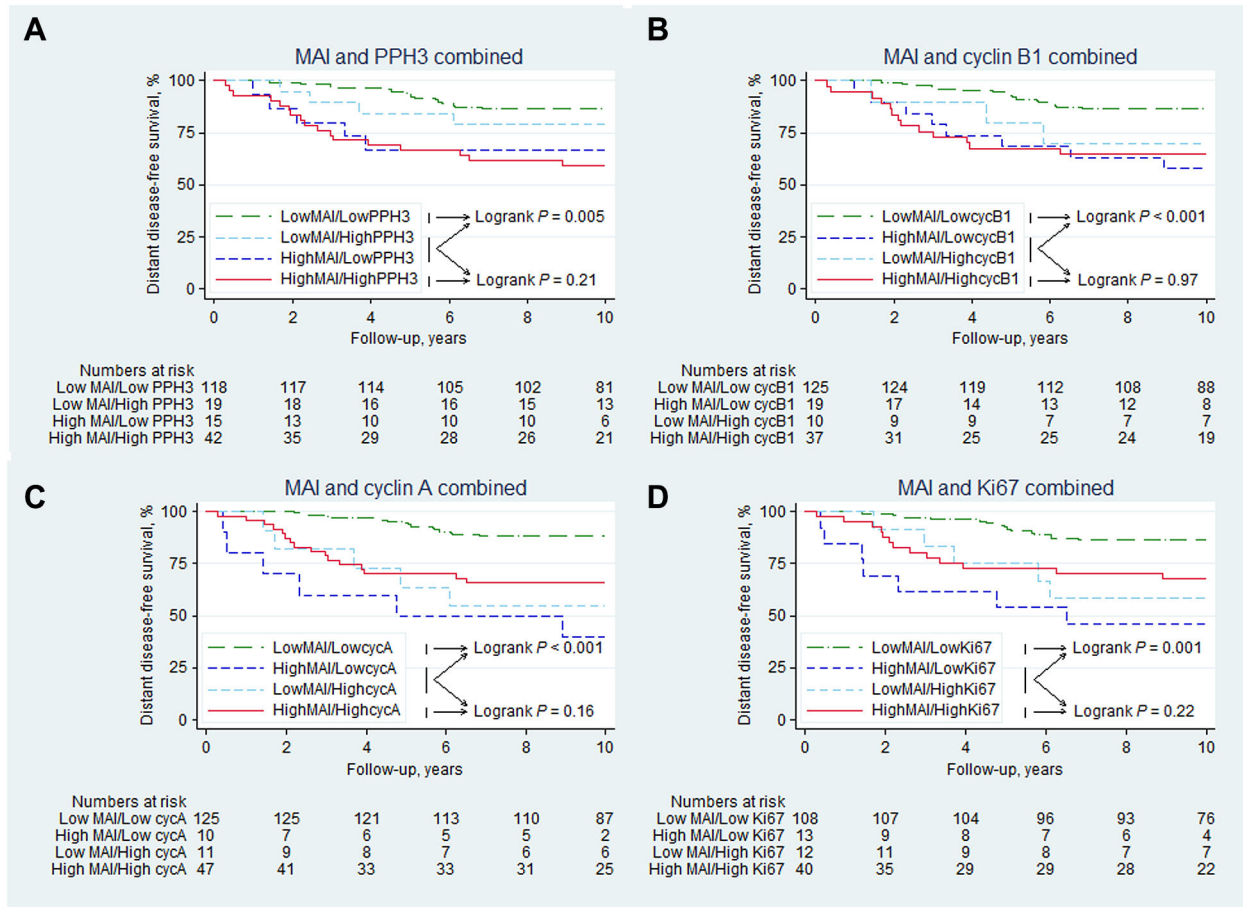 A
MAI and PPH3 combined
Distant disease-free survival, %
100
75
50
25
0
LowMAI/LowPPH3
LowMAI/HighPPH3
HighMAI/LowPPH3
HighMAI/HighPPH3
Logrank P = 0.005
Logrank P = 0.21
0 2 4 6 8 10
Follow-up, years
Numbers at risk
Low MAI/Low PPH3 118 117 114 105 102 81
Low MAI/High PPH3 19 18 16 16 15 13
High MAI/Low PPH3 15 13 10 10 10 6
High MAI/High PPH3 42 35 29 28 26 21
B
MAI and cyclin B1 combined
Distant disease-free survival, %
100
75
50
25
0
LowMAI/LowcycB1
HighMAI/LowcycB1
LowMAI/HighcycB1
HighMAI/HighcycB1
Logrank P < 0.001
Logrank P = 0.97
0 2 4 6 8 10
Follow-up, years
Numbers at risk
Low MAI/Low cycB1 125 124 119 112 108 88
High MAI/Low cycB1 19 17 14 13 12 8
Low MAI/High cycB1 10 9 9 7 7 7
High MAI/High cycB1 37 31 25 25 24 19
C
MAI and cyclin A combined
Distant disease-free survival, %
100
75
50
25
0
LowMAI/LowcycA
HighMAI/LowcycA
LowMAI/HighcycA
HighMAI/HighcycA
Logrank P < 0.001
Logrank P = 0.16
0 2 4 6 8 10
Follow-up, years
Numbers at risk
Low MAI/Low cycA 125 125 121 113 110 87
High MAI/Low cycA 10 7 6 5 5 2
Low MAI/High cycA 11 9 8 7 6 6
High MAI/High cycA 47 41 33 33 31 25
D
MAI and Ki67 combined
Distant disease-free survival, %
100
75
50
25
0
LowMAI/LowKi67
HighMAI/LowKi67
LowMAI/HighKi67
HighMAI/HighKi67
Logrank P = 0.001
Logrank P = 0.22
0 2 4 6 8 10
Follow-up, years
Numbers at risk
Low MAI/Low Ki67 108 107 104 96 93 76
High MAI/Low Ki67 13 9 8 7 6 4
Low MAI/High Ki67 12 11 9 8 7 7
High MAI/High Ki67 40 35 29 29 28 22